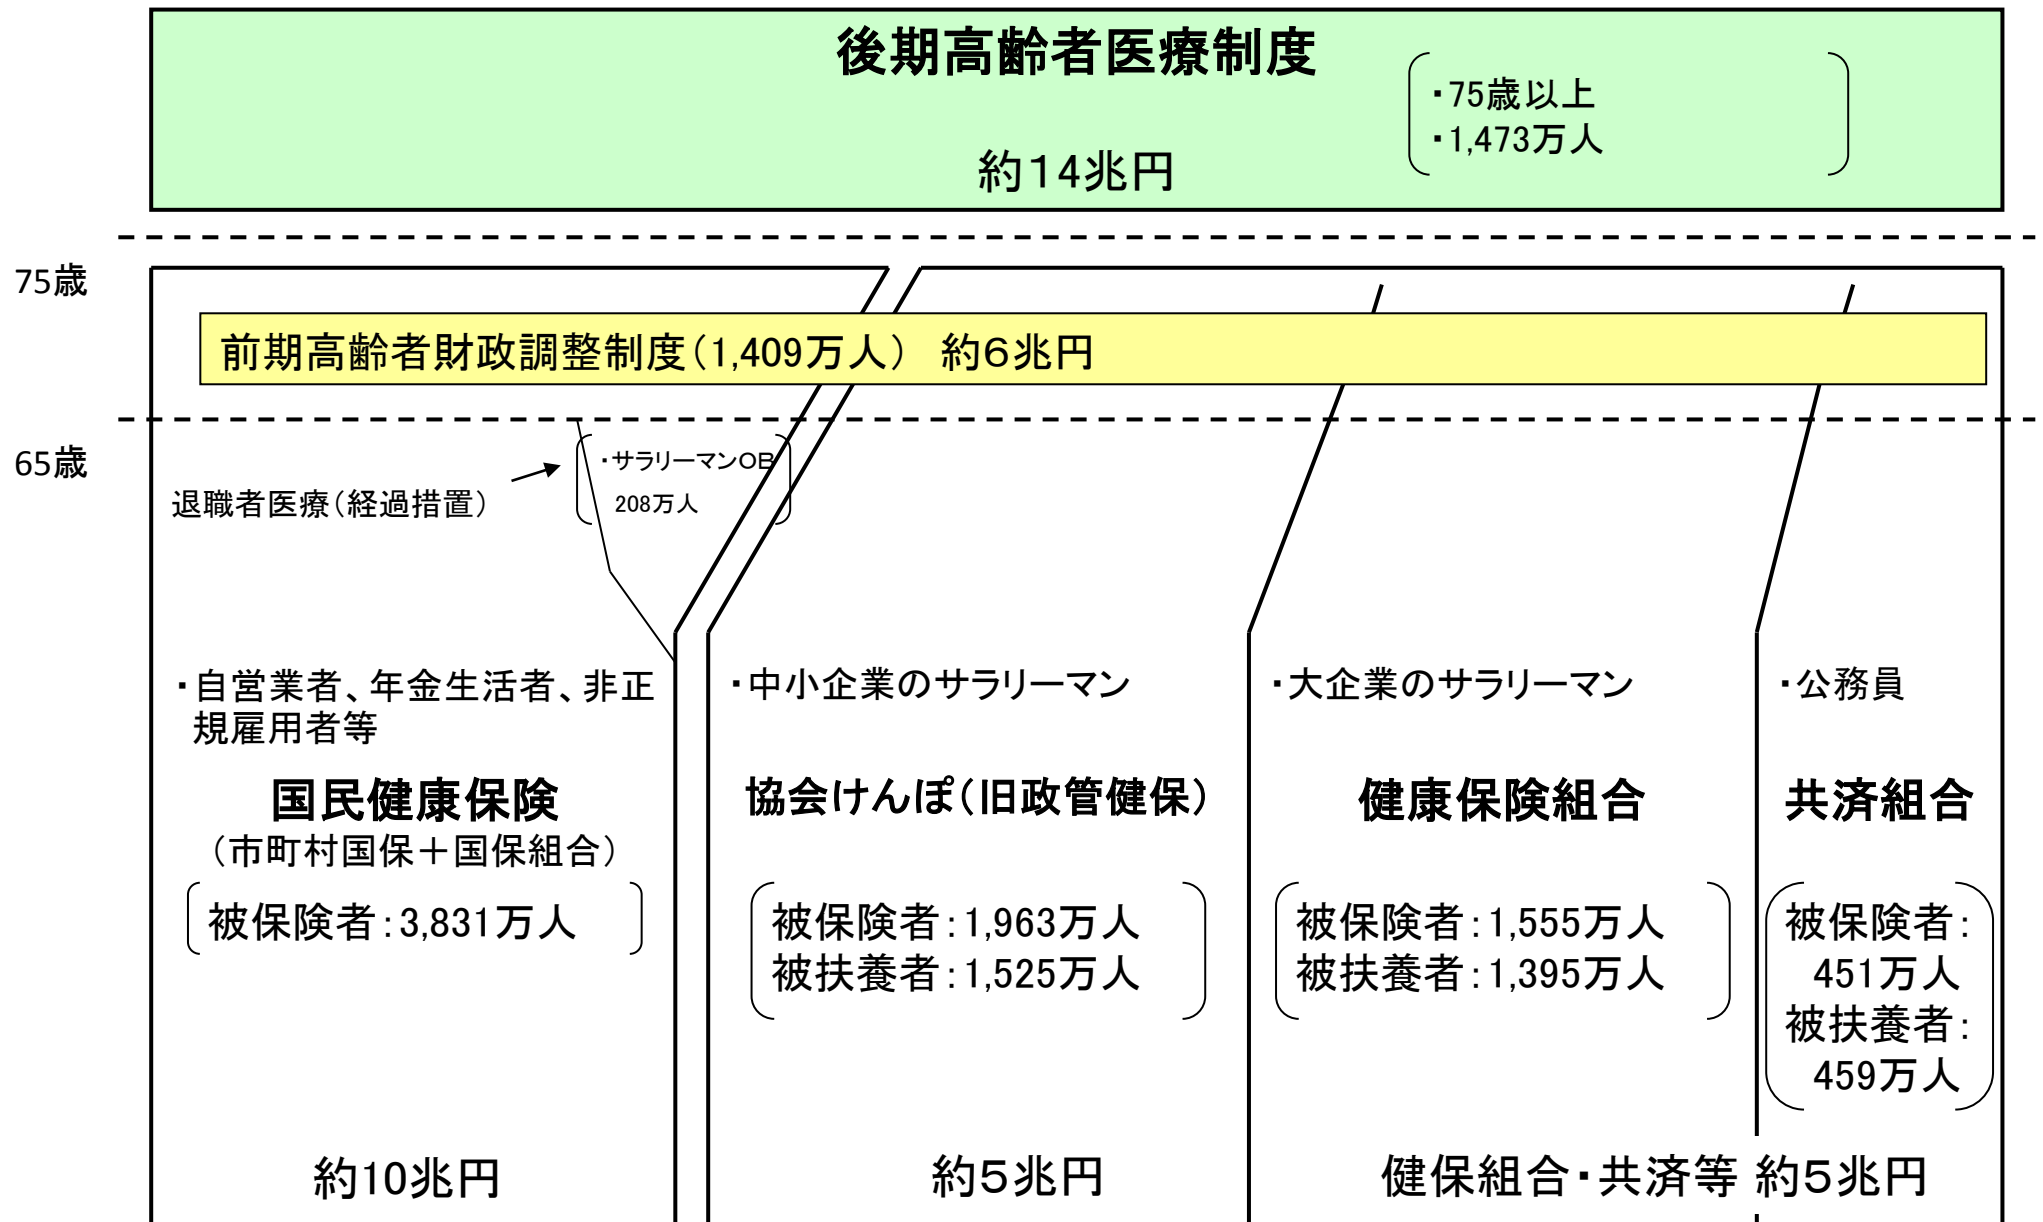 後期高齢者医療制度
・75歳以上
・1,473万人
約14兆円
75歳
前期高齢者財政調整制度(1,409万人) 約6兆円
65歳
・サラリーマンOB
退職者医療(経過措置)
208万人
・自営業者、年金生活者、非正
規雇用者等
国民健康保険
(市町村国保+国保組合)
被保険者:3,831万人
約10兆円
・中小企業のサラリーマン
協会けんぽ(旧政管健保)
被保険者:1,963万人
被扶養者:1,525万人
約5兆円
・大企業のサラリーマン
健康保険組合
被保険者:1,555万人
被扶養者:1,395万人
・公務員
共済組合
被保険者:
451万人
被扶養者:
459万人
健保組合・共済等 約5兆円